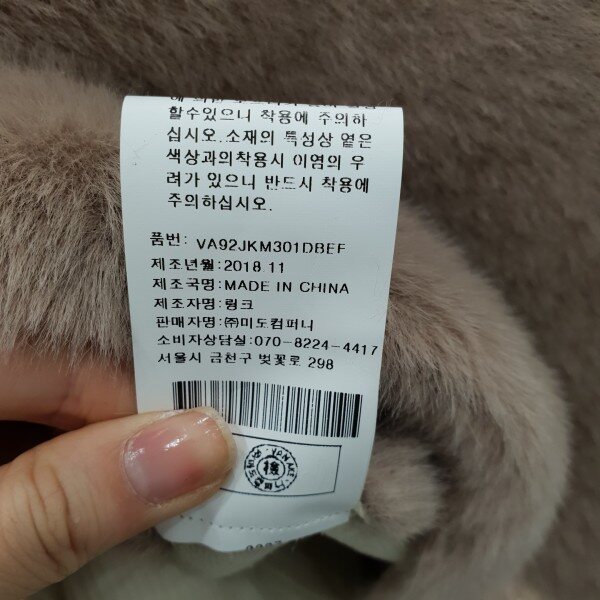 할수있으니 착용에 주의하
십시오.소재의 특성상 옅은
색상과의착용시 이염의 우
려가 있으니 반드시 착용에
주의하십시오.
품번: VA92JKM301DBEF
제조년월:2018.11
제조국명:MADE IN CHINA
제조자명:링크
판매자명:㈜미도컴퍼니
소비자상담실:070-8224-4417
서울시 금천구 벚꽃로 298